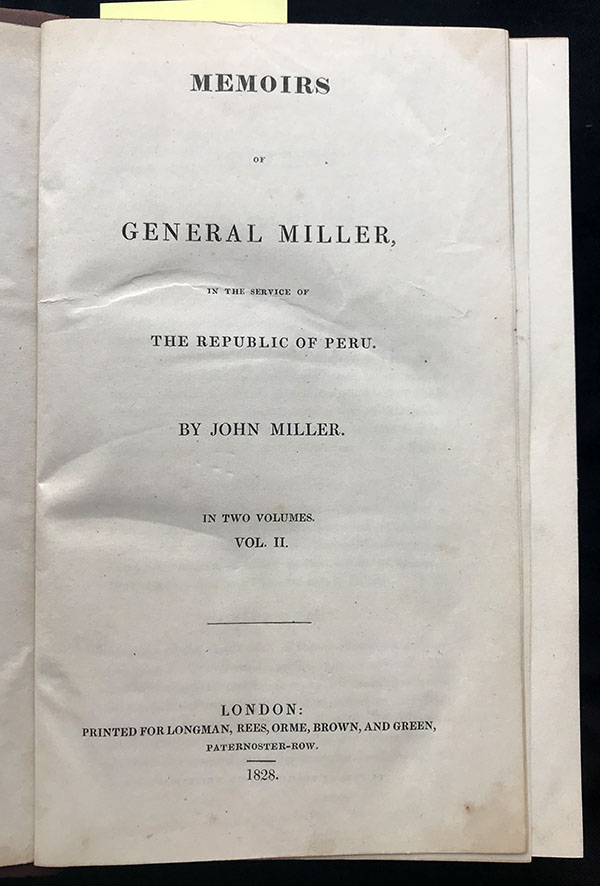 MEMOIRS
OF
GENERAL MILLER,
IN THE SERVICE OF
THE REPUBLIC OF PERU.
BY JOHN MILLER.
IN TWO VOLUMES.
VOL. II.
LONDON:
PRINTED FOR LONGMAN, REES, ORME, BROWN, AND GREEN,
PATERNOSTER-ROW.
1828.